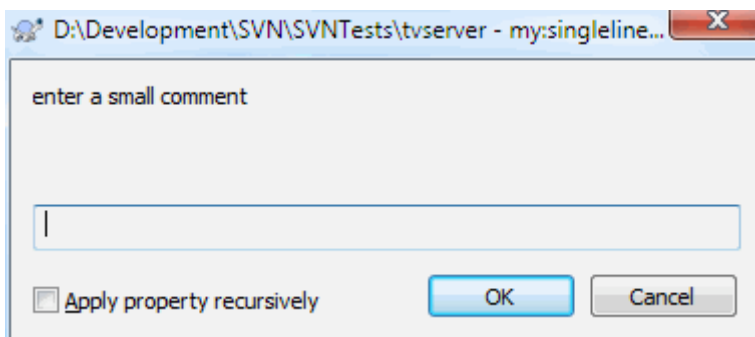 D:\Development\SVN\SVNTests\tvserver - my:singleline...
enter a small comment
Apply property recursively
OK
Cancel